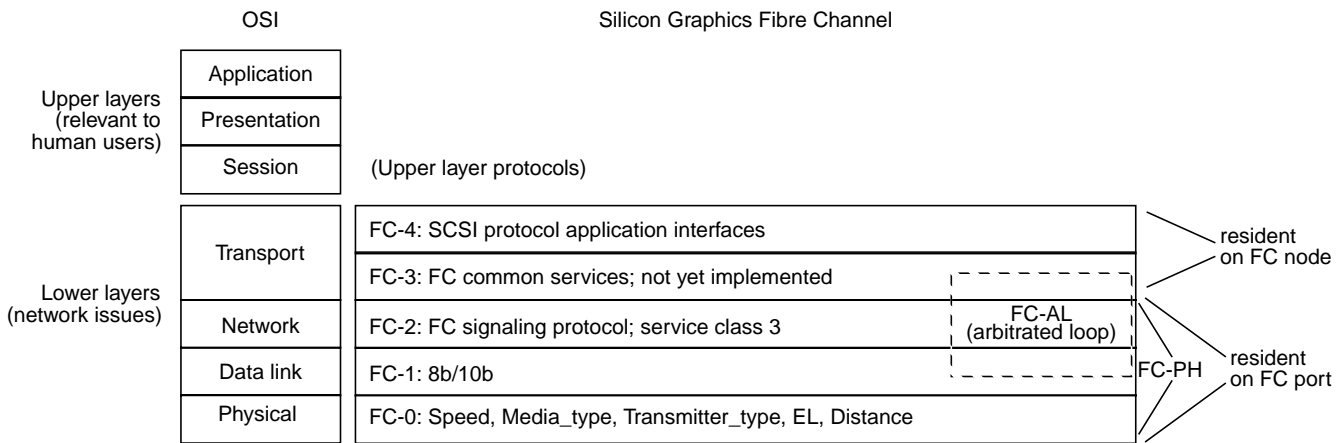 OSI
Silicon Graphics Fibre Channel
Upper layers
(relevant to
human users)
Application
Presentation
Session
(Upper layer protocols)
Lower layers
(network issues)
Transport
FC-4: SCSI protocol application interfaces
FC-3: FC common services; not yet implemented
resident
on FC node
Network
FC-2: FC signaling protocol; service class 3
FC-AL
(arbitrated loop)
Data link
FC-1: 8b/10b
FC-PH
resident
on FC port
Physical
FC-0: Speed, Media_type, Transmitter_type, EL, Distance